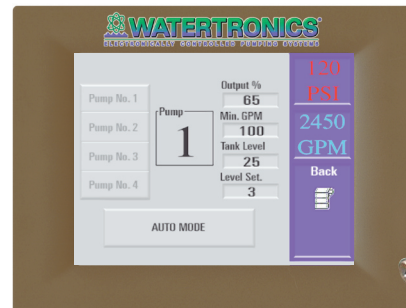 WATERTRONICS
ELECTRONICALLY CONTROLLED PUMPING SYSTEMS
Pump No. 1
Pump No. 2
Pump No. 3
Pump No. 4
Pump
1
Output %
65
Min. GPM
100
Tank Level
25
Level Set.
3
120
PSI
2450
GPM
Back
AUTO MODE